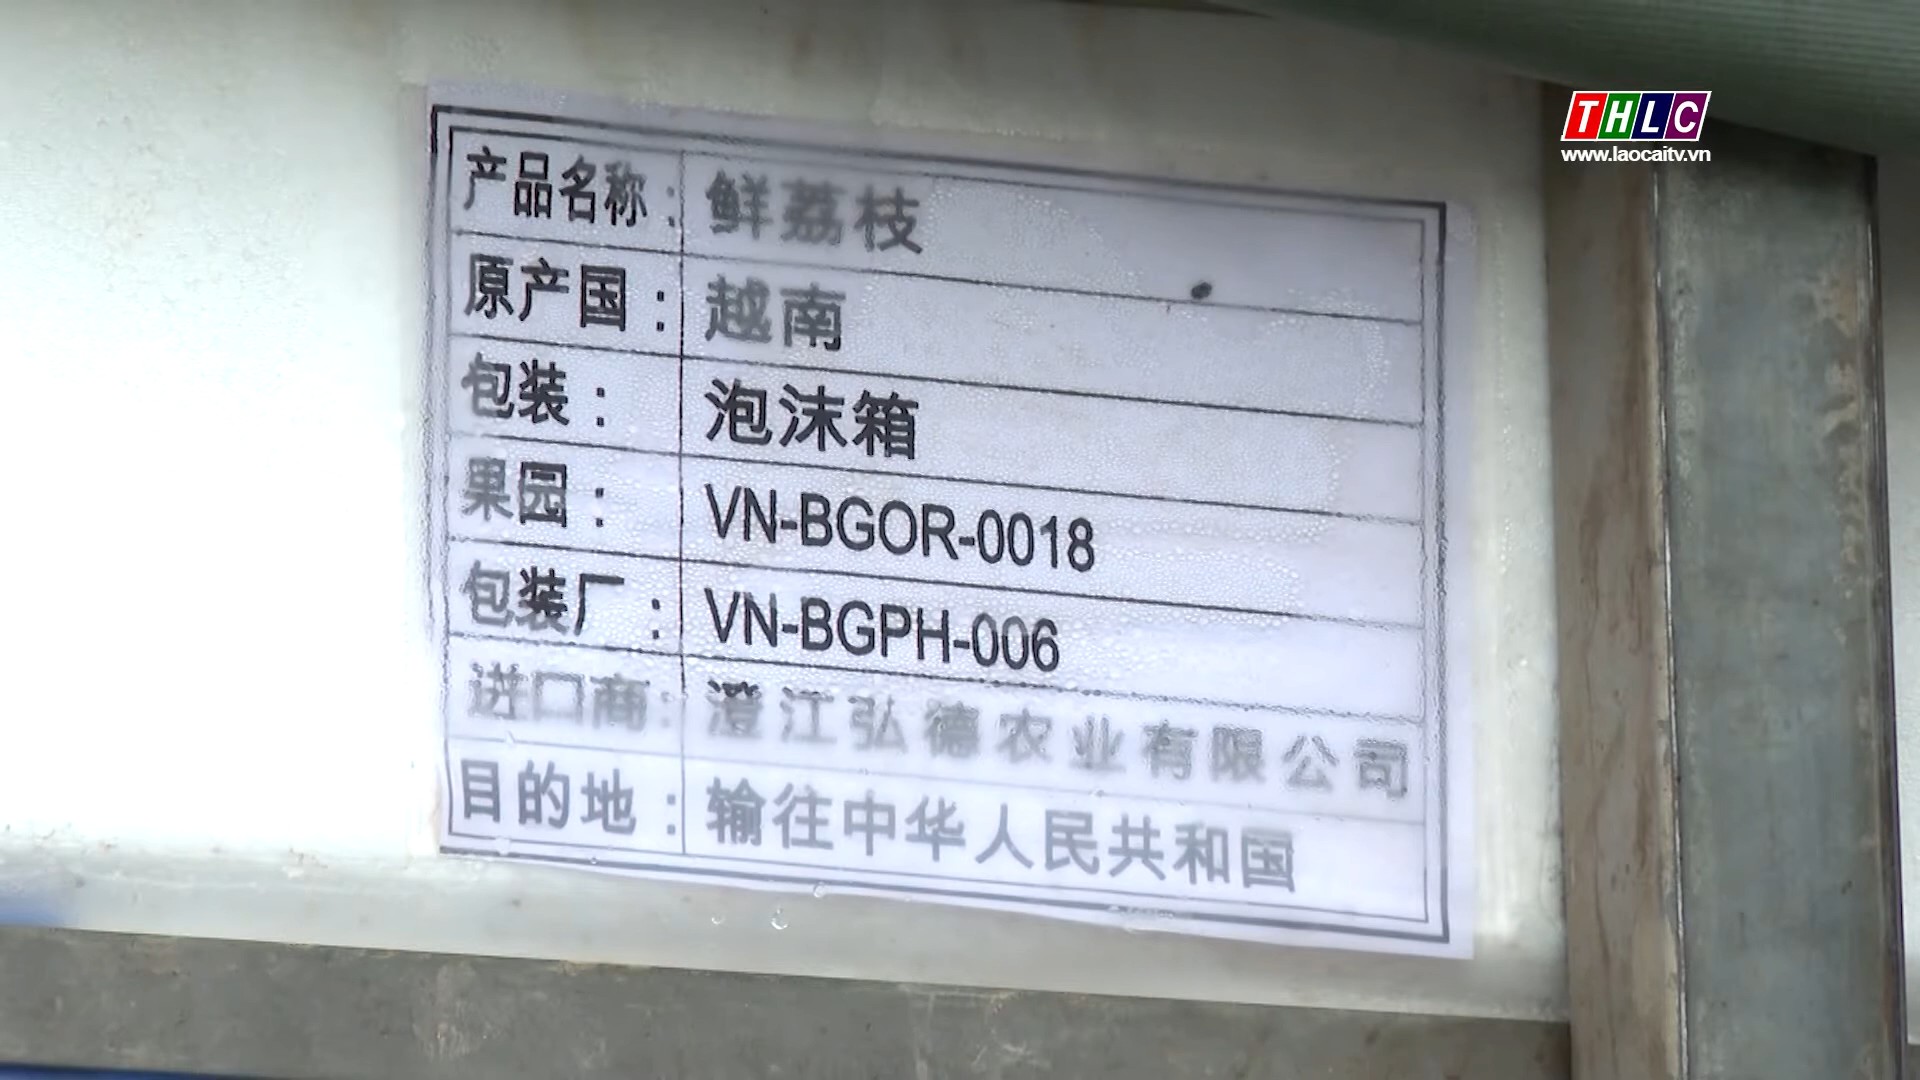 THLC
www.laocaitv.vn
产品名称： 鲜荔枝
原产国： 越南
包装： 泡沫箱
果园： VN-BGOR-0018
包装厂： VN-BGPH-006
进口商： 澄江弘德农业有限公司
目的地： 输往中华人民共和国